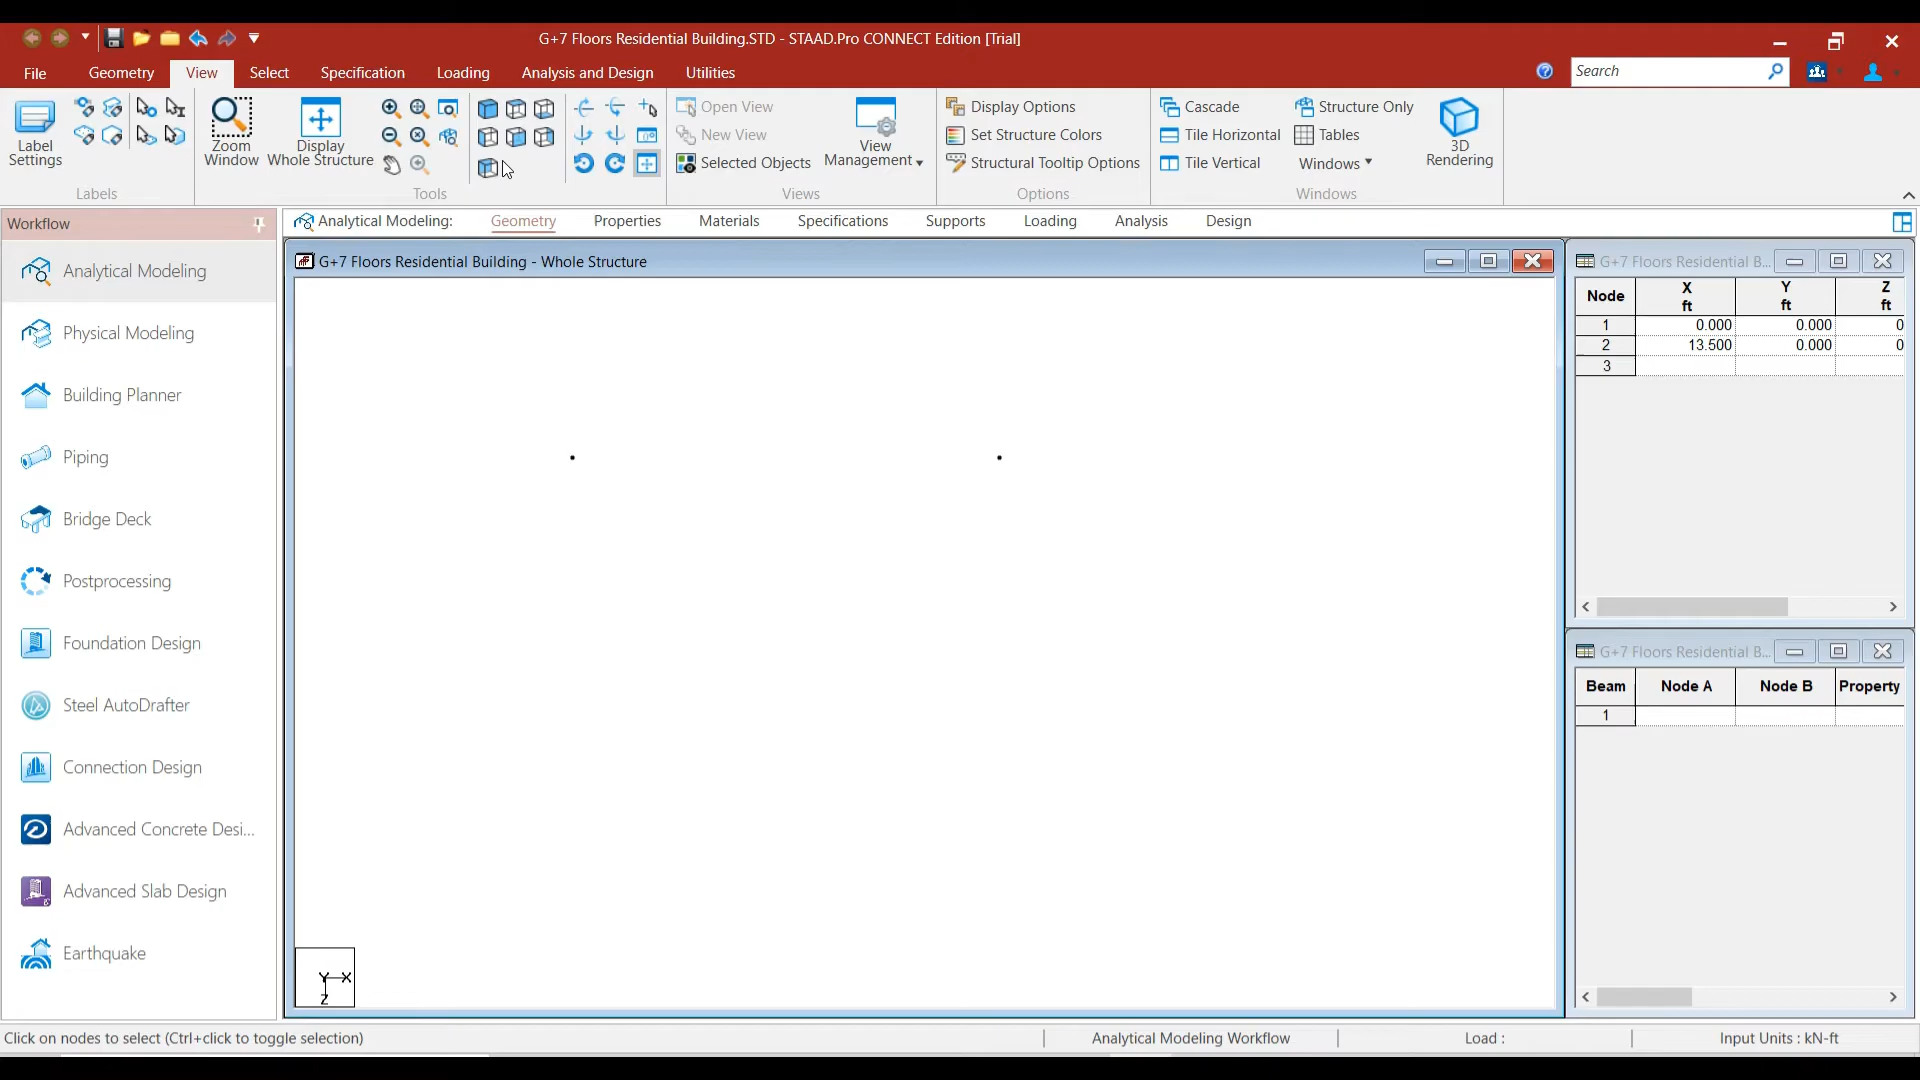 G+7 Floors Residential Building.STD - STAAD.Pro CONNECT Edition [Trial]
File
Geometry
View
Select
Specification
Loading
Analysis and Design
Utilities
Search
Label
Settings
Labels
Zoom
Window
Display
Whole Structure
Tools
Open View
New View
Selected Objects
View
Management
Views
Display Options
Set Structure Colors
Structural Tooltip Options
Options
Cascade
Tile Horizontal
Tile Vertical
Structure Only
Tables
Windows
Windows
3D
Rendering
Workflow
Analytical Modeling:
Geometry
Properties
Materials
Specifications
Supports
Loading
Analysis
Design
Analytical Modeling
Physical Modeling
Building Planner
Piping
Bridge Deck
Postprocessing
Foundation Design
Steel AutoDrafter
Connection Design
Advanced Concrete Desi...
Advanced Slab Design
Earthquake
G+7 Floors Residential Building - Whole Structure
Y X
Z
G+7 Floors Residential B...
Node X ft Y ft Z ft
1 0.000 0.000 0
2 13.500 0.000 0
3
G+7 Floors Residential B...
Beam Node A Node B Property
1
Click on nodes to select (Ctrl+click to toggle selection)
Analytical Modeling Workflow
Load :
Input Units : kN-ft